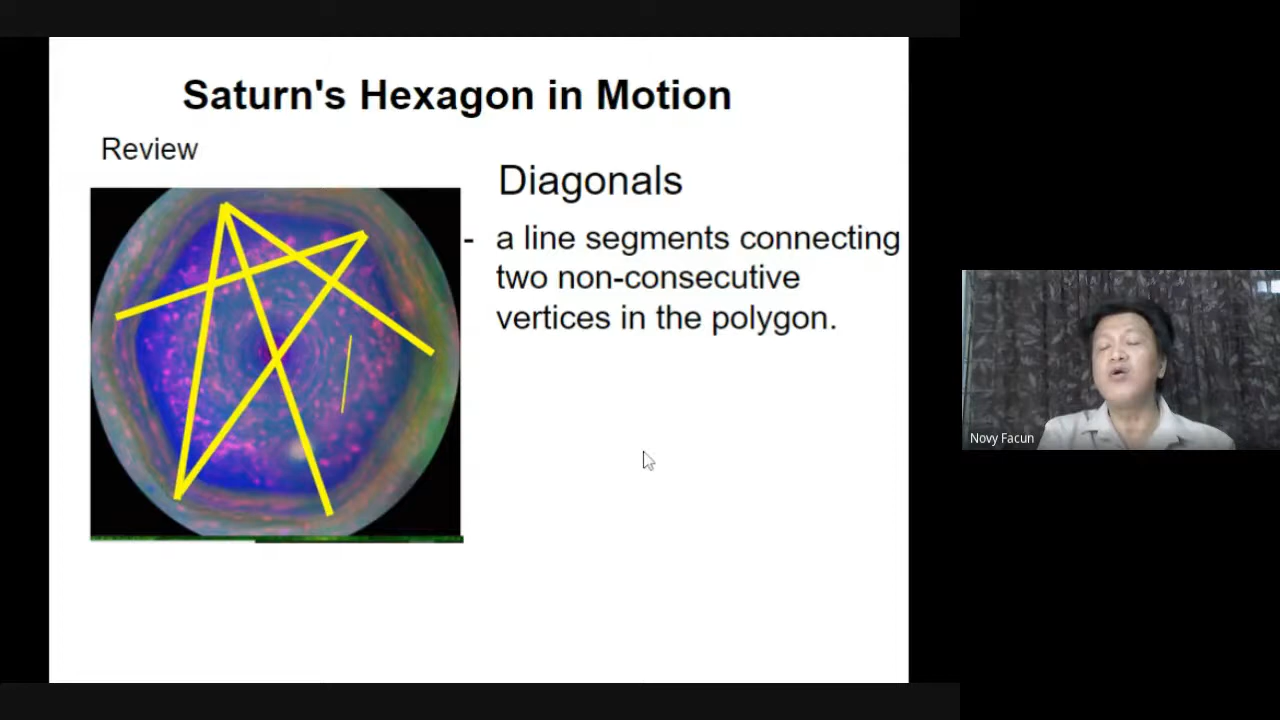 Saturn's Hexagon in Motion
Review
Diagonals
- a line segments connecting
two non-consecutive
vertices in the polygon.
Novy Facun